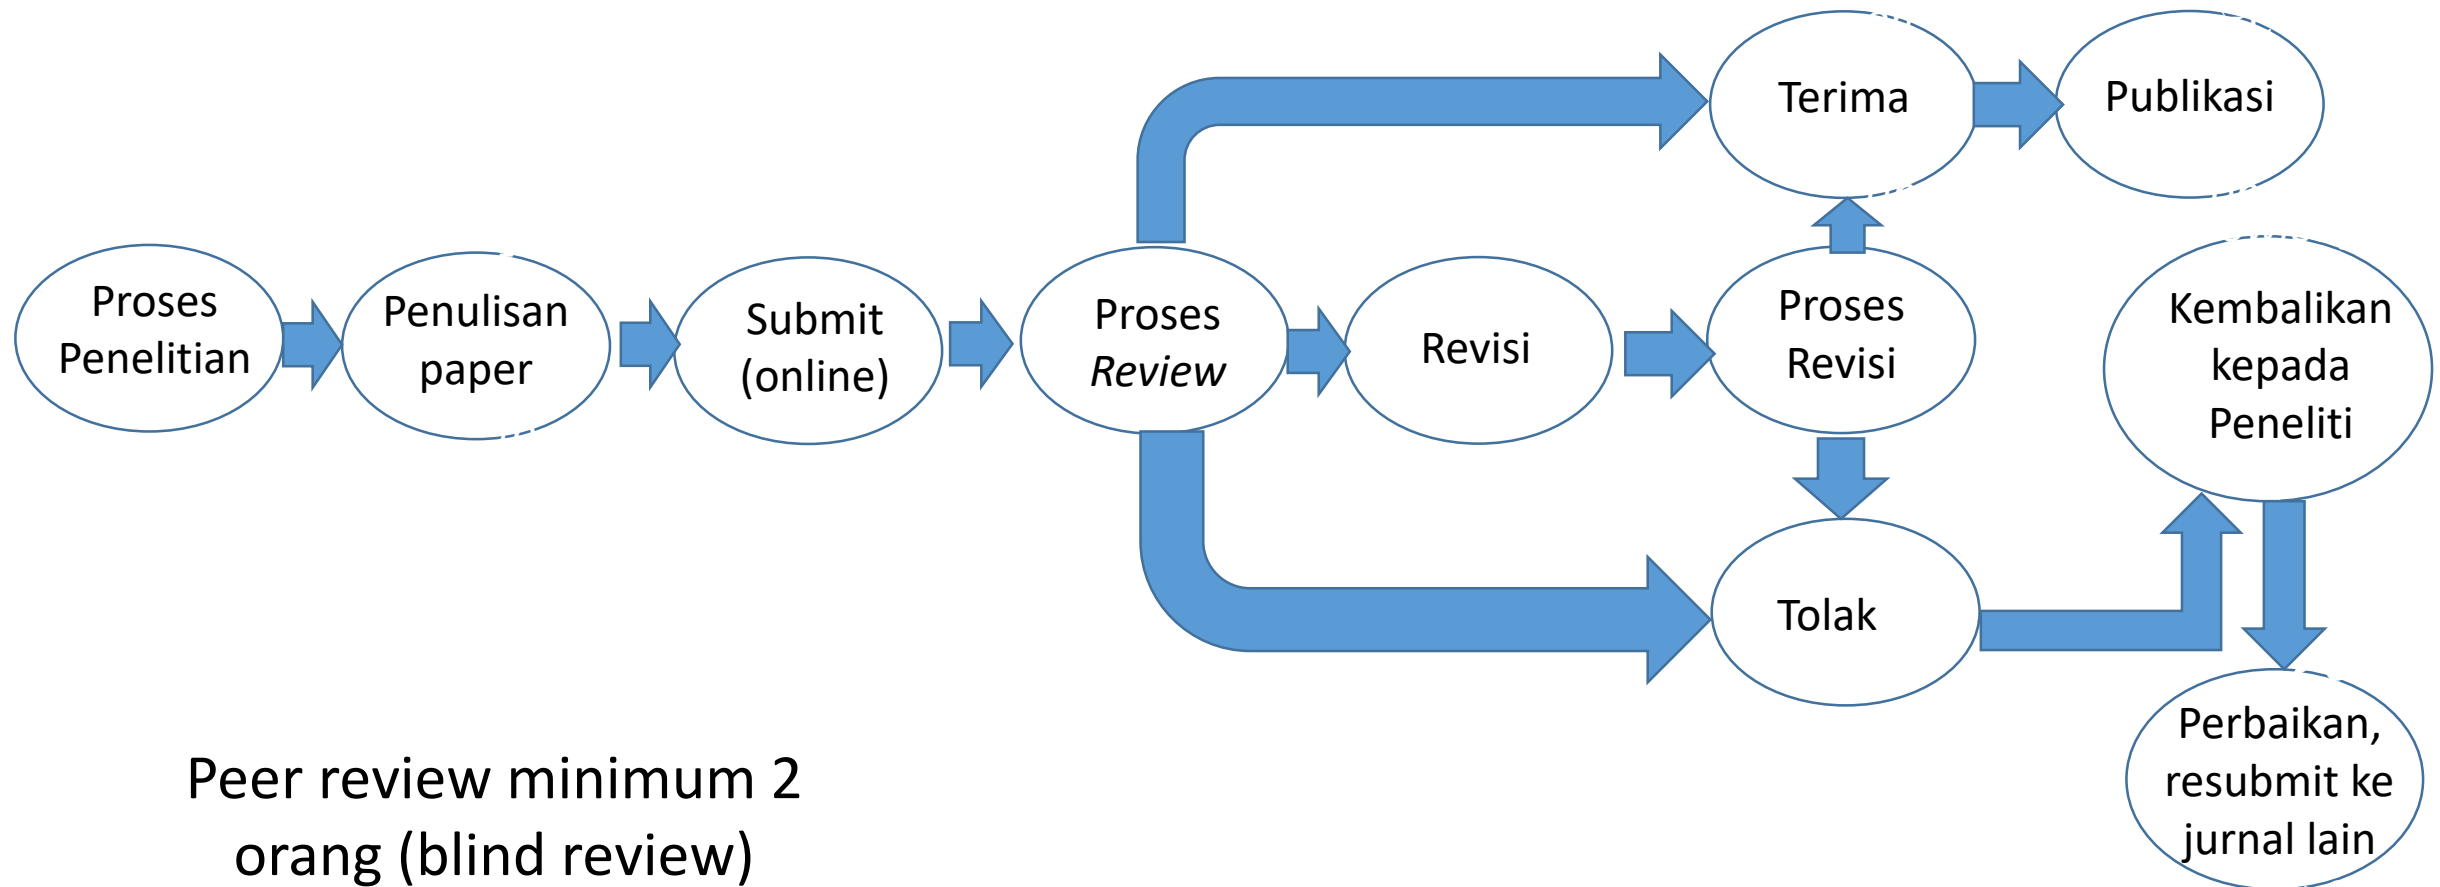 Terima
Publikasi
Proses
Penelitian
Penulisan
paper
Submit
(online)
Proses
Review
Revisi
Proses
Revisi
Kembalikan
kepada
Peneliti
Tolak
Perbaikan,
resubmit ke
jurnal lain
Peer review minimum 2
orang (blind review)